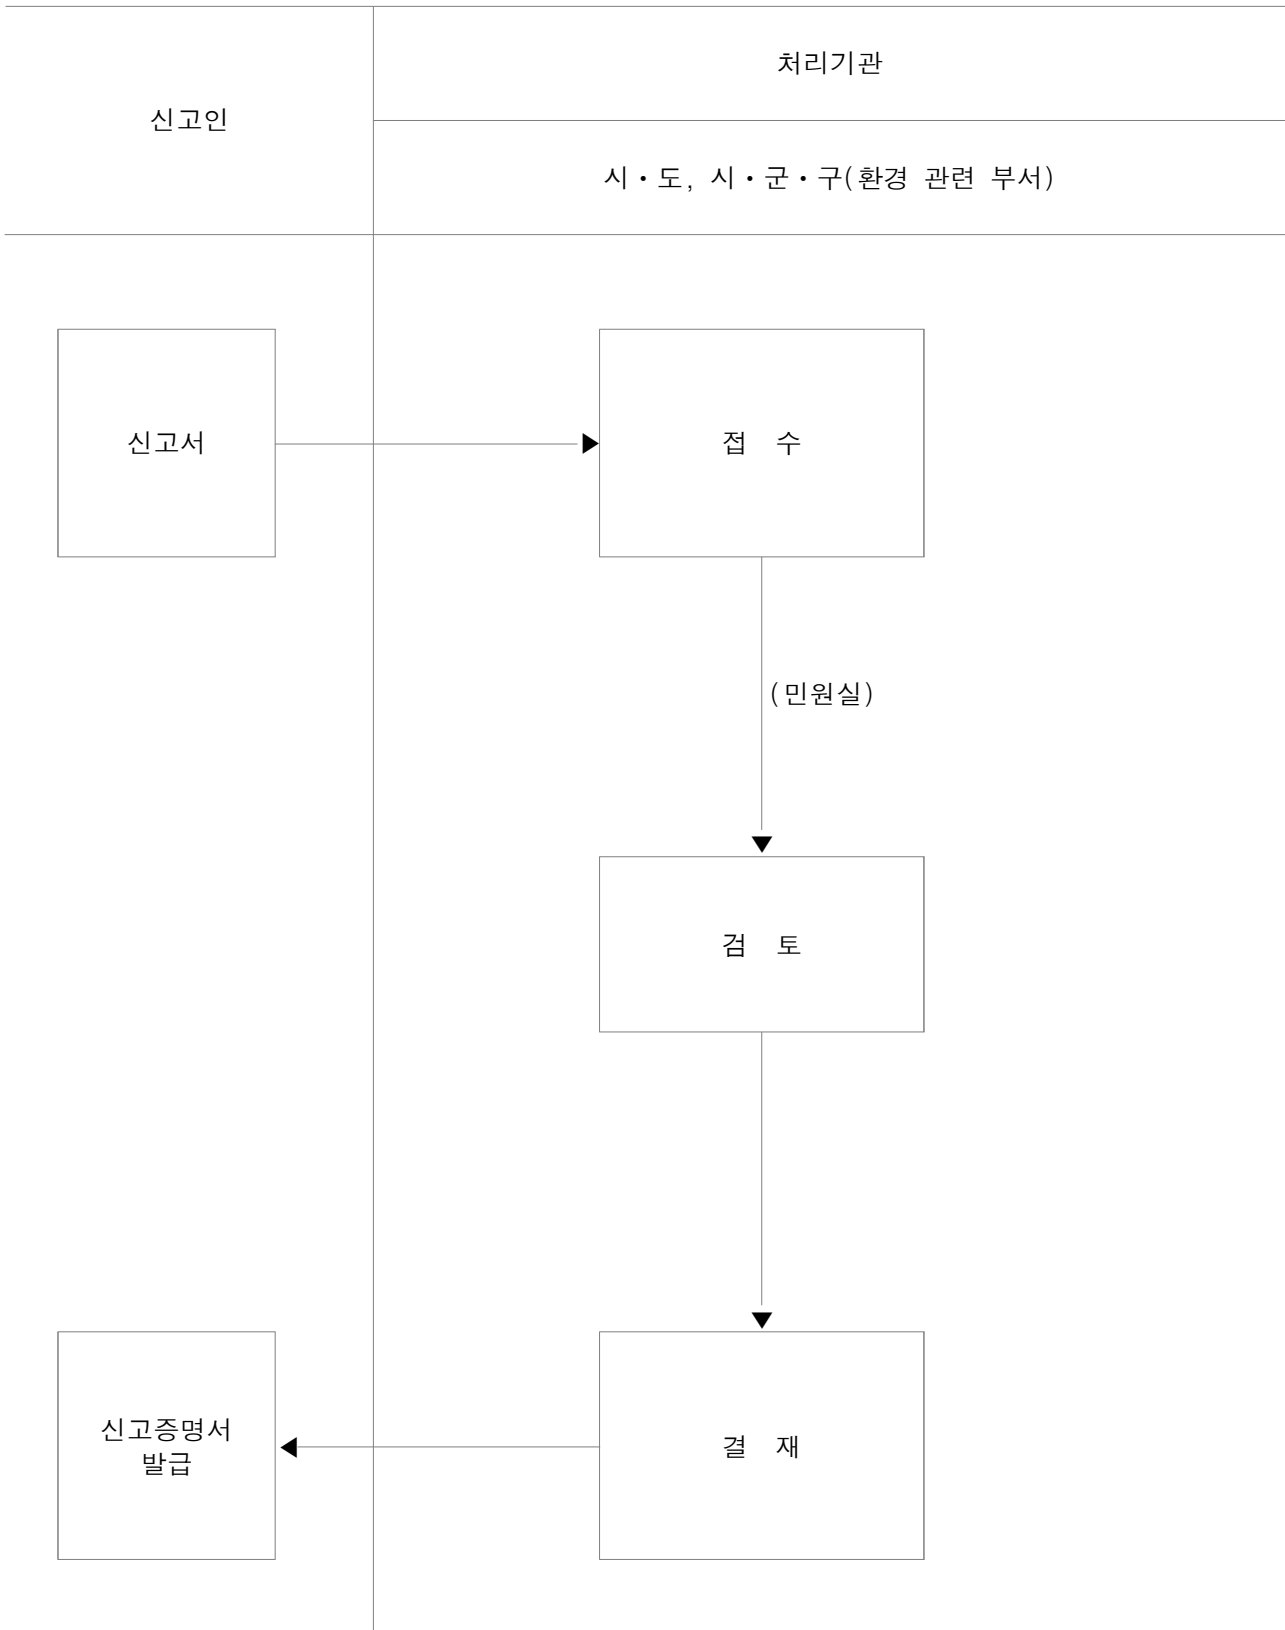 신고인
처리기관
시·도, 시·군·구(환경 관련 부서)
신고서
접 수
(민원실)
검 토
신고증명서
발급
결 재